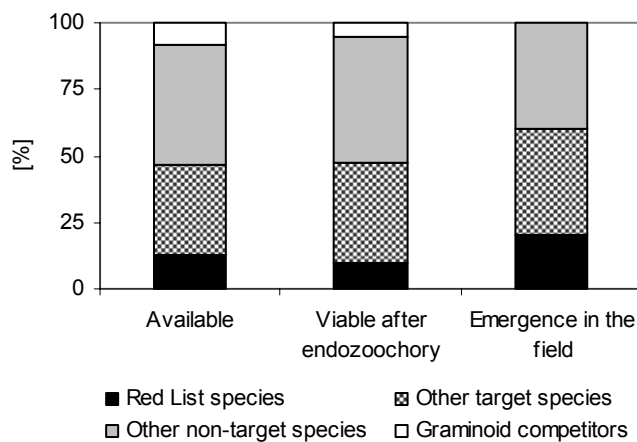 100
75
50
25
0
[%]
Available
Viable after
endozoochory
Emergence in the
field
Red List species
Other target species
Other non-target species
Graminoid competitors